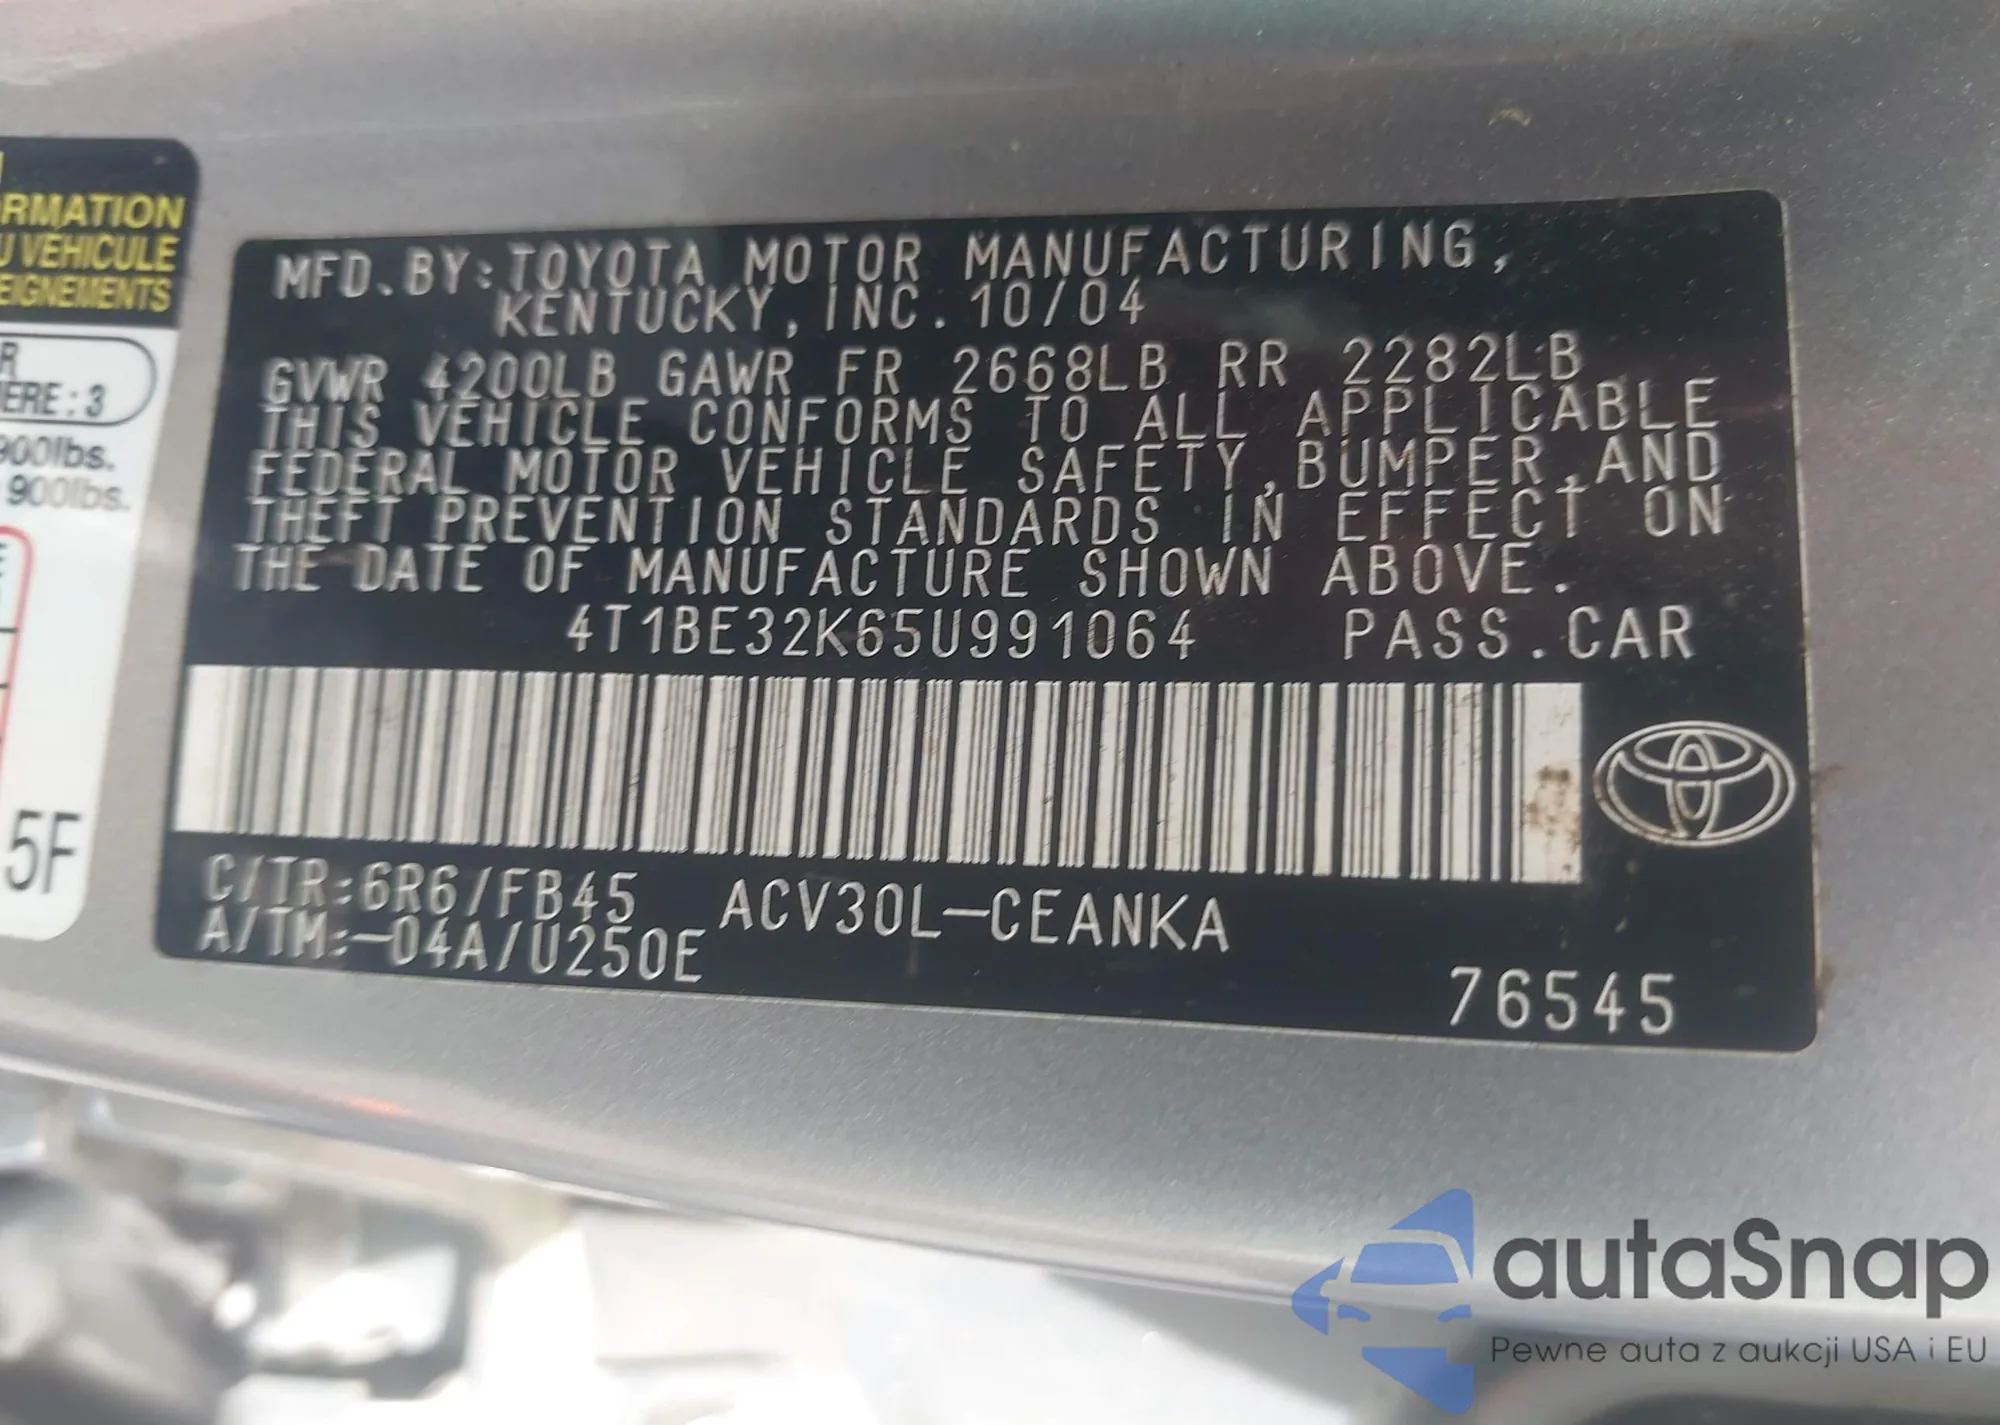 RMATION
U VÉHICULE
EIGNEMENTS
R
ERE : 3
900lbs.
900lbs.
5F
MFD. BY: TOYOTA MOTOR MANUFACTURING,
KENTUCKY, INC. 10/04
GVWR 4200LB GAWR FR 2668LB RR 2282LB
THIS VEHICLE CONFORMS TO ALL APPLICABLE
FEDERAL MOTOR VEHICLE SAFETY, BUMPER, AND
THEFT PREVENTION STANDARDS IN EFFECT ON
THE DATE OF MANUFACTURE SHOWN ABOVE.
4T1BE32K65U991064 PASS. CAR
C/TR: 6R6/FB45 ACV30L-CEANKA
A/TM: -04A/U250E
76545
autaSnap
Pewne auta z aukcji USA i EU